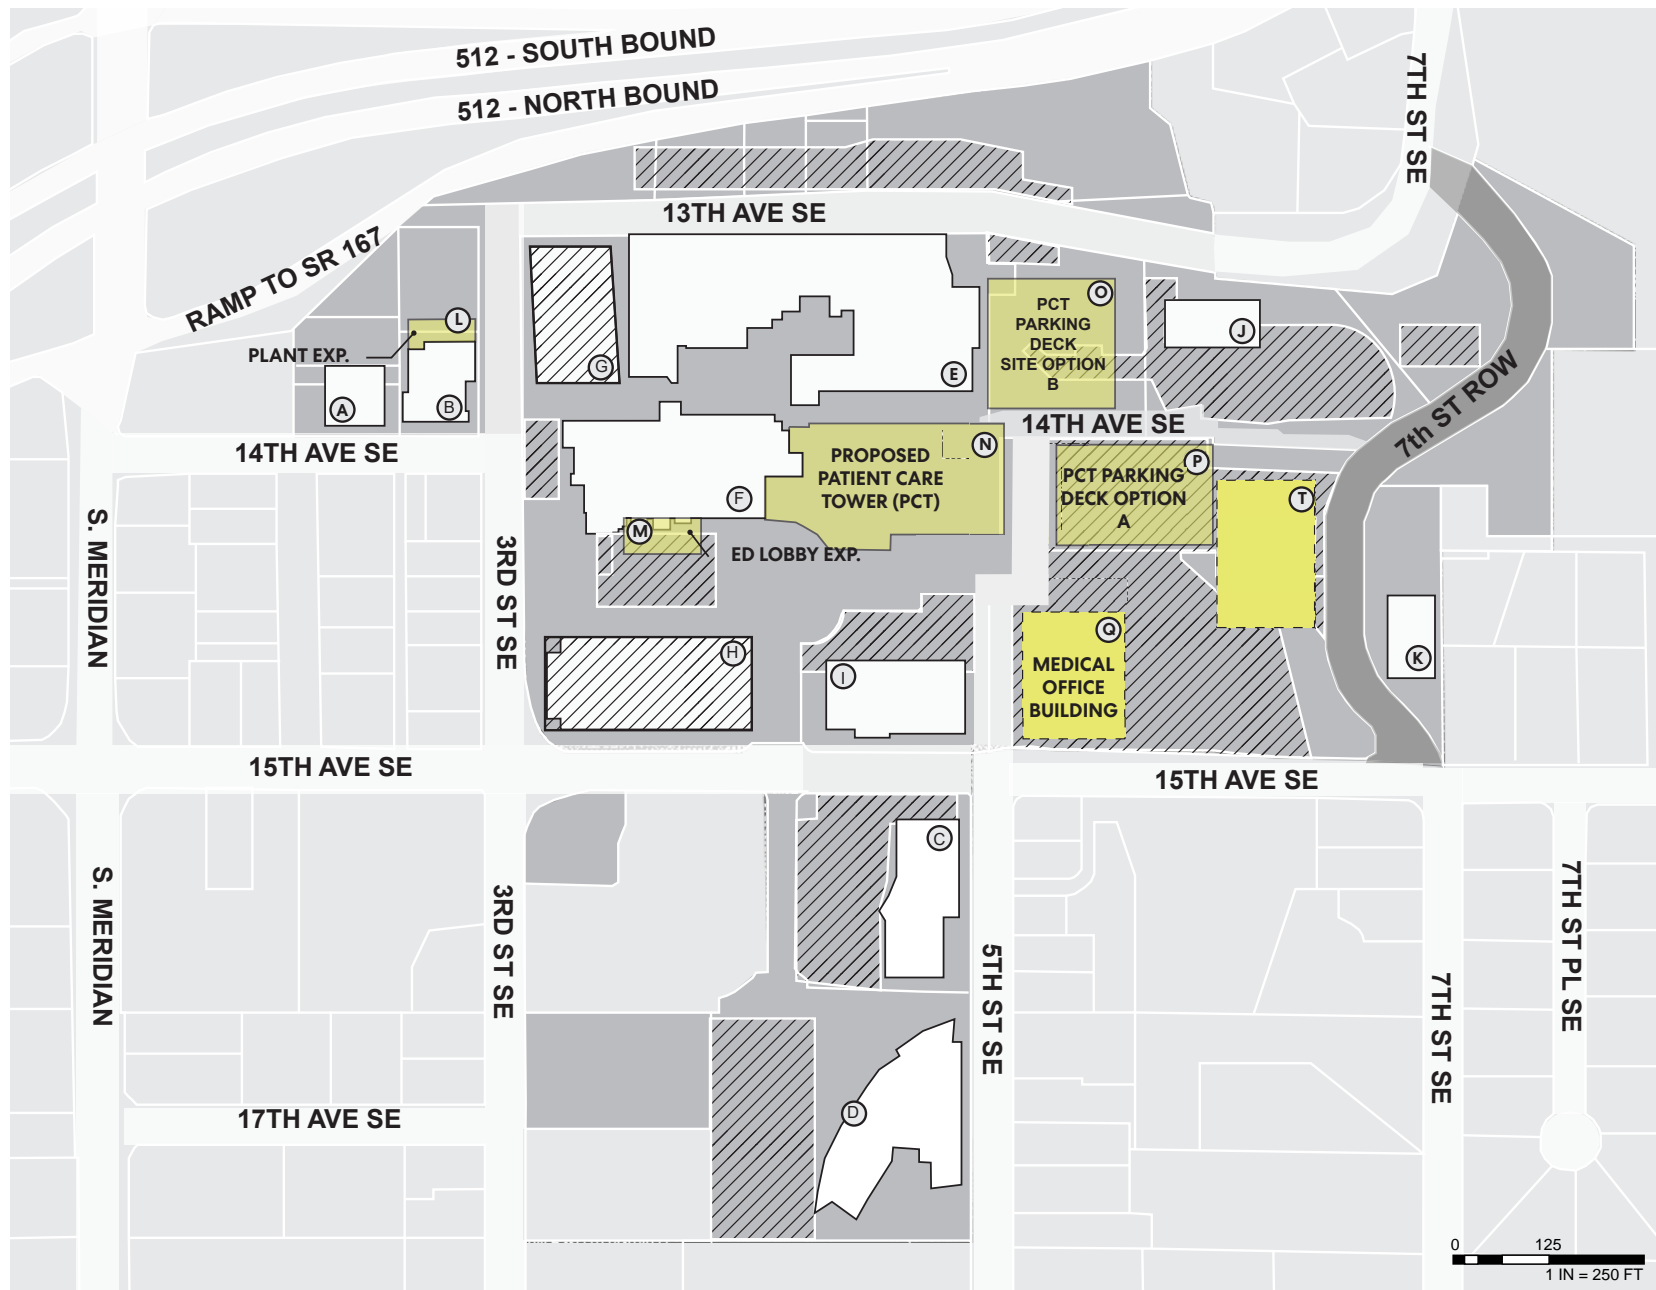 512 - SOUTH BOUND
512 - NORTH BOUND
7TH ST SE
13TH AVE SE
RAMP TO SR 167
L
PLANT EXP.
A
B
G
E
O
PCT
PARKING
DECK
SITE OPTION
B
J
14TH AVE SE
14TH AVE SE
7th ST ROW
F
N
PROPOSED
PATIENT CARE
TOWER (PCT)
P
PCT PARKING
DECK OPTION
A
T
M
ED LOBBY EXP.
S. MERIDIAN
3RD ST SE
H
I
Q
MEDICAL
OFFICE
BUILDING
K
15TH AVE SE
15TH AVE SE
C
S. MERIDIAN
3RD ST SE
5TH ST SE
7TH ST SE
7TH ST PL SE
D
17TH AVE SE
0 125
1 IN = 250 FT